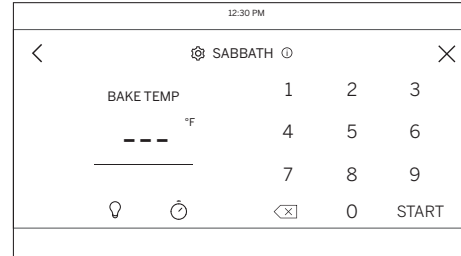 12:30 PM
SABBATH
BAKE TEMP
--- °F
1 2 3
4 5 6
7 8 9
0 START